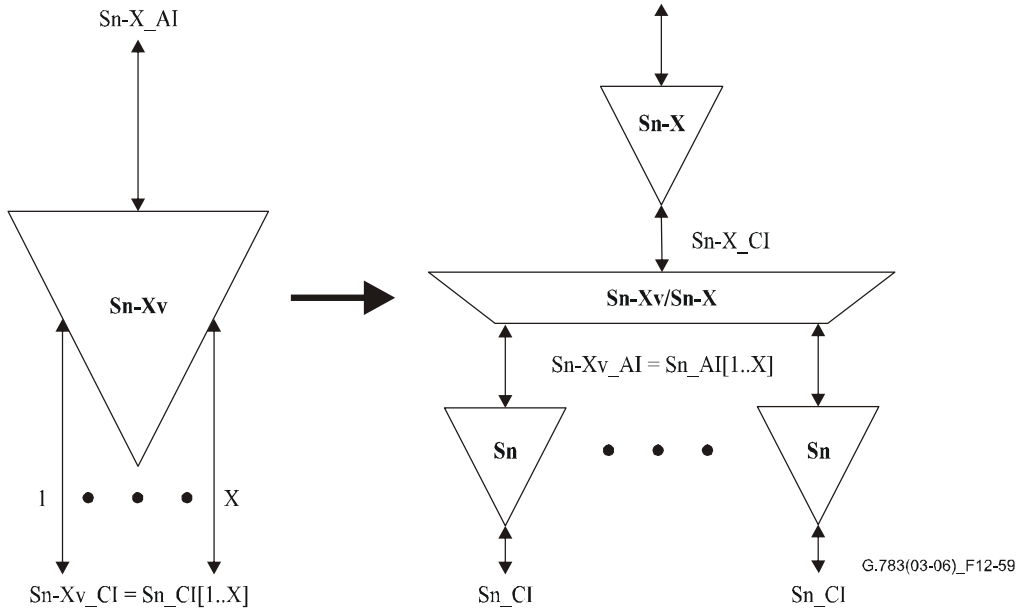 Sn-X_AI
Sn-Xv
1
X
Sn-Xv_CI = Sn_CI[1..X]
Sn-X
Sn-X_CI
Sn-Xv/Sn-X
Sn-Xv_AI = Sn_AI[1..X]
Sn
Sn
Sn_CI
Sn_CI
G.783(03-06)_F12-59